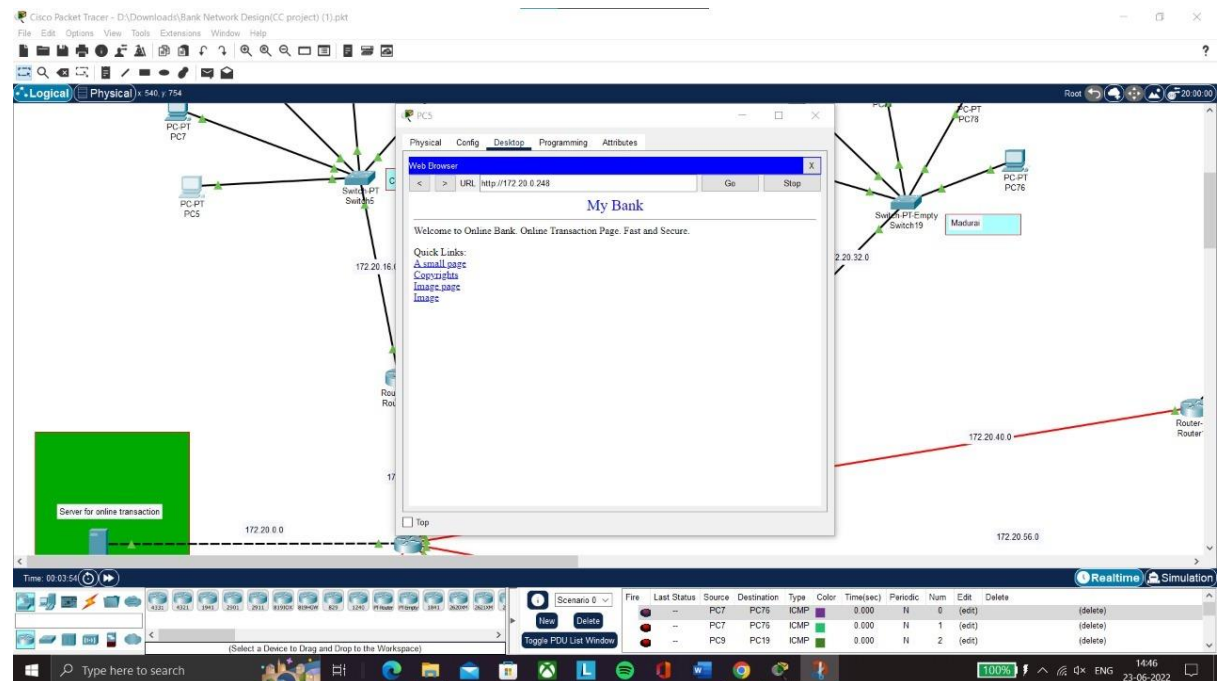 Cisco Packet Tracer - D:\Downloads\Bank Network Design(CC project) (1).pkt
File Edit Options View Tools Extensions Window Help
?
Logical Physical x: 540, y: 754 Root 20:00:00
PC-PT
PC7
PC-PT
PC5
Switch-PT
Switch5
172.20.16.
172.20.0.0
Server for online transaction
PC5
Physical Config Desktop Programming Attributes
Web Browser X
< > URL http://172.20.0.248 Go Stop
My Bank
Welcome to Online Bank. Online Transaction Page. Fast and Secure.
Quick Links:
A small page
Copyrights
Image page
Image
Top
PC-PT
PC78
PC-PT
PC76
Switch-PT-Empty
Switch19
Madurai
2.20.32.0
172.20.40.0
Router-
Router
172.20.56.0
Time: 00:03:54 Realtime Simulation
4331 4321 1941 2901 2911 819IOX 819HGW 829 1240 PT-Router PT-Empty 1841 2620XM 2621XM
(Select a Device to Drag and Drop to the Workspace)
Scenario 0
New Delete
Toggle PDU List Window
Fire Last Status Source Destination Type Color Time(sec) Periodic Num Edit Delete
-- PC7 PC76 ICMP 0.000 N 0 (edit) (delete)
-- PC7 PC76 ICMP 0.000 N 1 (edit) (delete)
-- PC9 PC19 ICMP 0.000 N 2 (edit) (delete)
Type here to search
100% ENG 14:46
23-06-2022